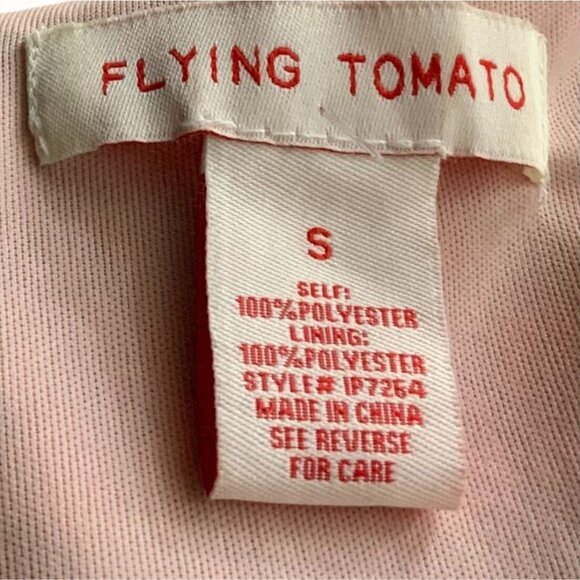 FLYING TOMATO
S
SELF:
100%POLYESTER
LINING:
100%POLYESTER
STYLE# IP7264
MADE IN CHINA
SEE REVERSE
FOR CARE